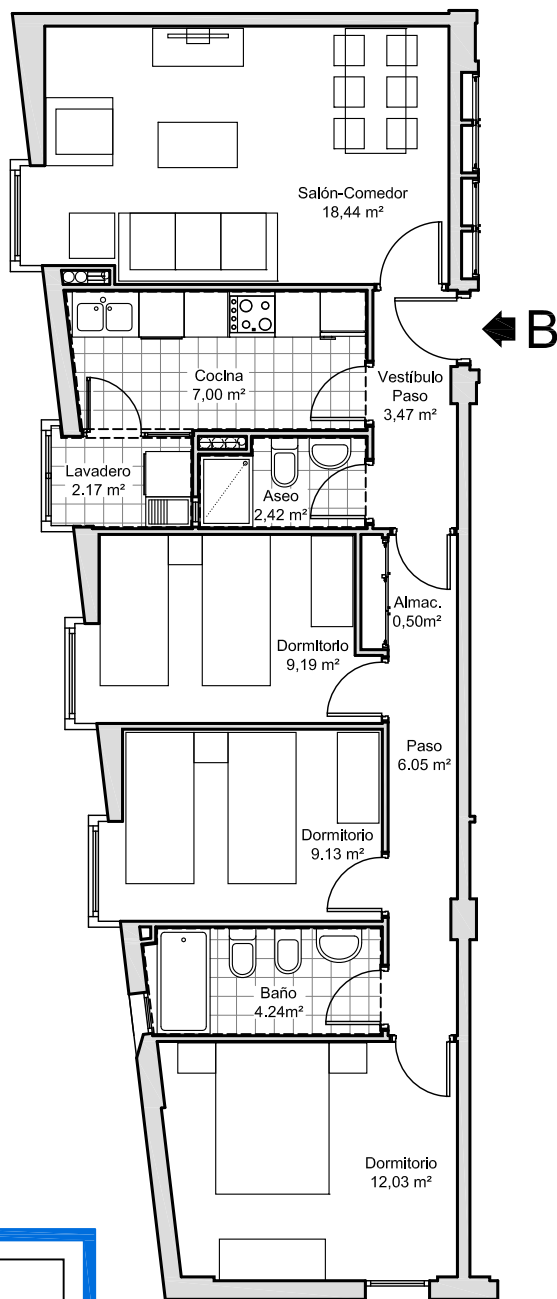 Salón-Comedor
18,44 m²
B
Cocina
7,00 m²
Vestíbulo
Paso
3,47 m²
Lavadero
2.17 m²
Aseo
2,42 m²
Almac.
0,50m²
Dormitorio
9,19 m²
Paso
6.05 m²
Dormitorio
9.13 m²
Baño
4.24m²
Dormitorio
12,03 m²